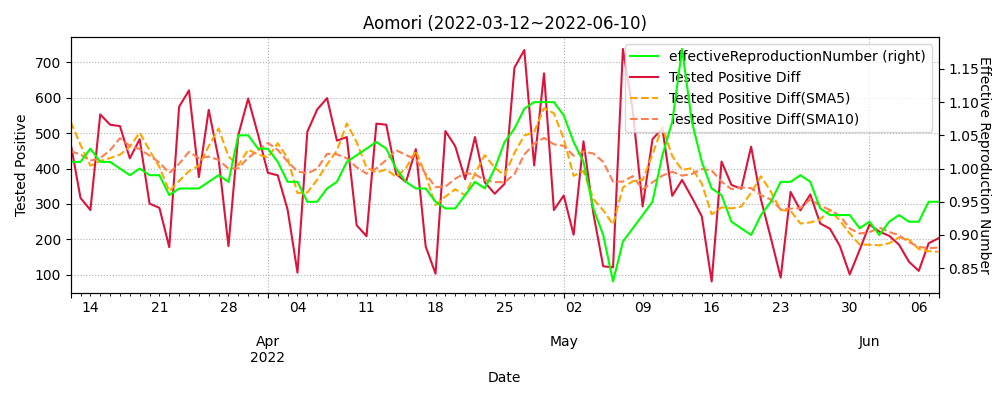 Aomori (2022-03-12~2022-06-10)
effectiveReproductionNumber (right)
Tested Positive Diff
Tested Positive Diff(SMA5)
Tested Positive Diff(SMA10)
Tested Positive
700
600
500
400
300
200
100
1.15
1.10
1.05
1.00
0.95
0.90
0.85
Effective Reproduction Number
14 21 28 04 11 18 25 02 09 16 23 30 06
Apr May Jun
2022
Date